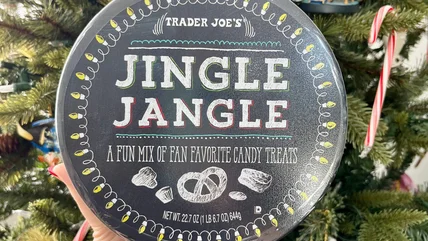 TRADER JOE'S
JINGLE
JANGLE
A FUN MIX OF FAN FAVORITE CANDY TREATS
NET WT. 22.7 OZ (1 LB 6.7 OZ) 644g